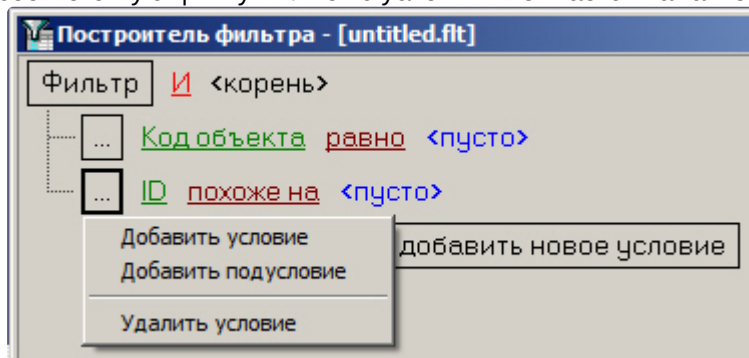 Построитель фильтра - [untitled.flt]
Фильтр И <корень>
... Код объекта равно <пусто>
... ID похоже на <пусто>
Добавить условие
добавить новое условие
Добавить подусловие
Удалить условие